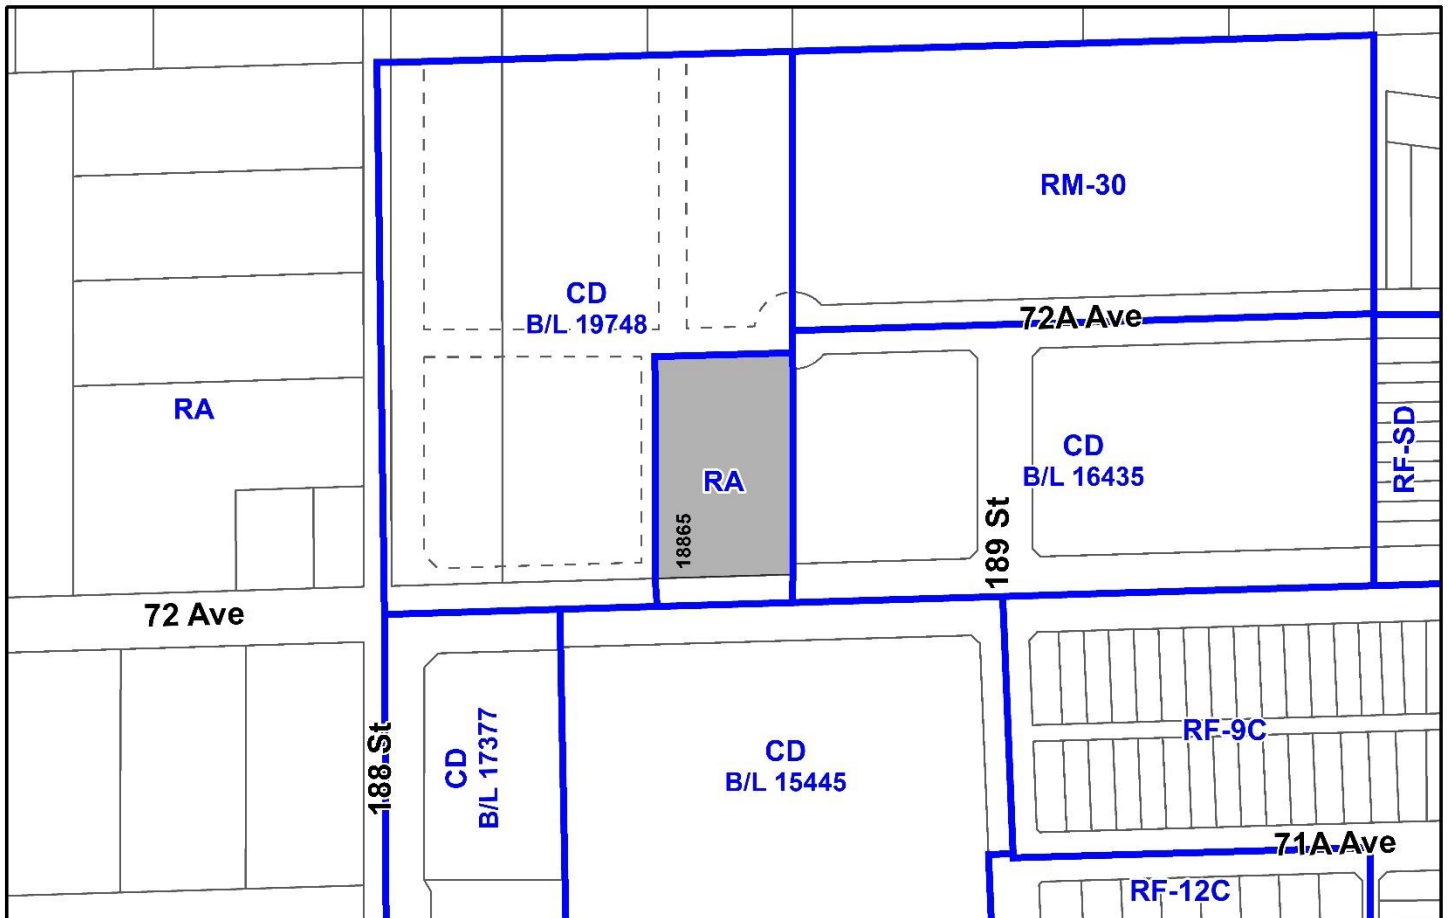 RM-30
CD
B/L 19748
72A Ave
RA
CD
B/L 16435
RF-SD
RA
18865
189 St
72 Ave
188 St
CD
B/L 17377
CD
B/L 15445
RF-9C
71A Ave
RF-12C